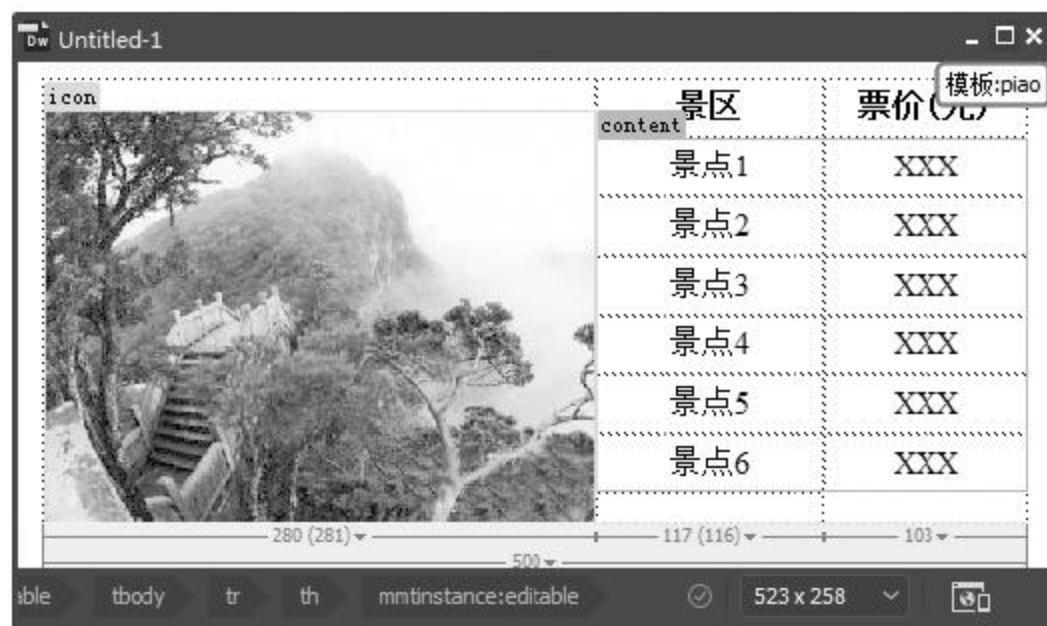 Dw Untitled-1
模板:piao
icon
景区 票价(元)
content
景点1 XXX
景点2 XXX
景点3 XXX
景点4 XXX
景点5 XXX
景点6 XXX
280 (281) 117 (116) 103
500
able tbody tr th mmtinstance:editable 523 x 258